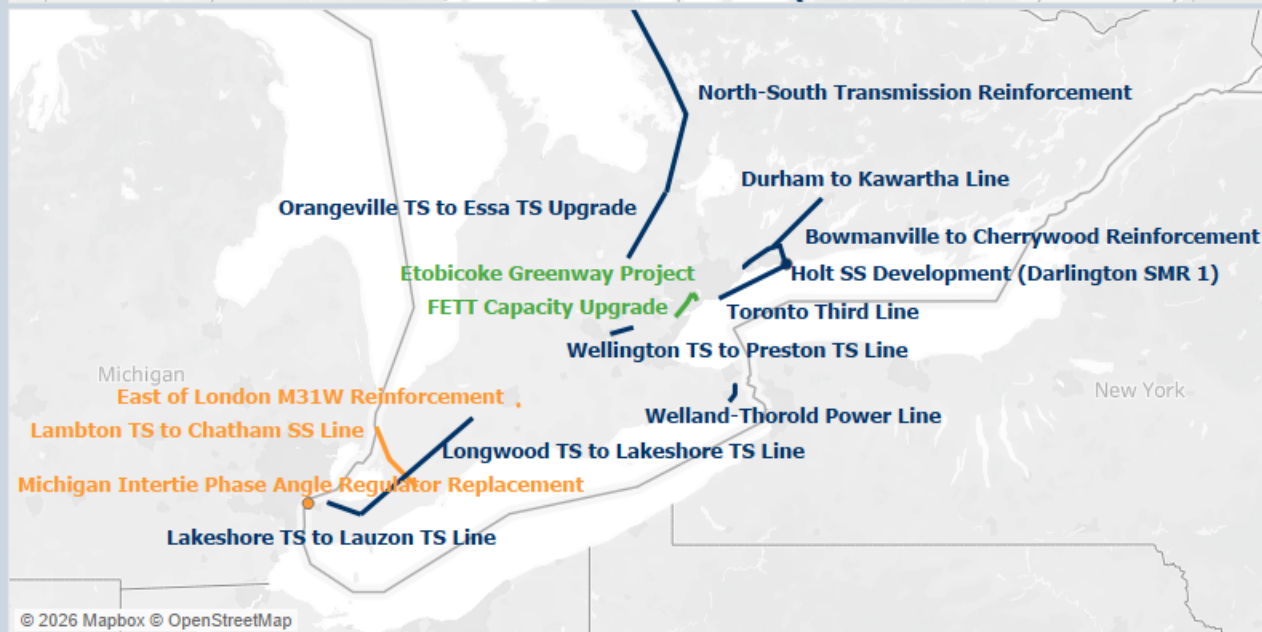 North-South Transmission Reinforcement
Durham to Kawartha Line
Orangeville TS to Essa TS Upgrade
Bowmanville to Cherrywood Reinforcement
Etobicoke Greenway Project
Holt SS Development (Darlington SMR 1)
FETT Capacity Upgrade
Toronto Third Line
Wellington TS to Preston TS Line
Michigan
New York
East of London M31W Reinforcement
Welland-Thorold Power Line
Lambton TS to Chatham SS Line
Longwood TS to Lakeshore TS Line
Michigan Intertie Phase Angle Regulator Replacement
Lakeshore TS to Lauzon TS Line
© 2026 Mapbox © OpenStreetMap